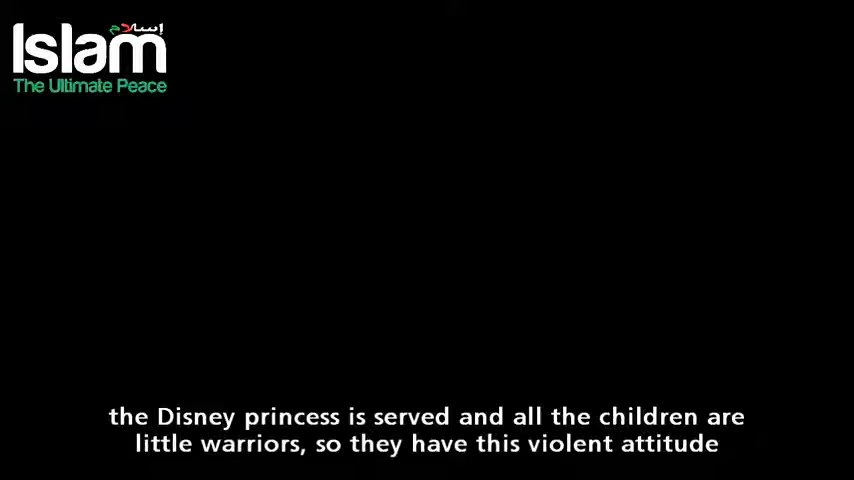 إسلام
Islam
The Ultimate Peace
the Disney princess is served and all the children are
little warriors, so they have this violent attitude